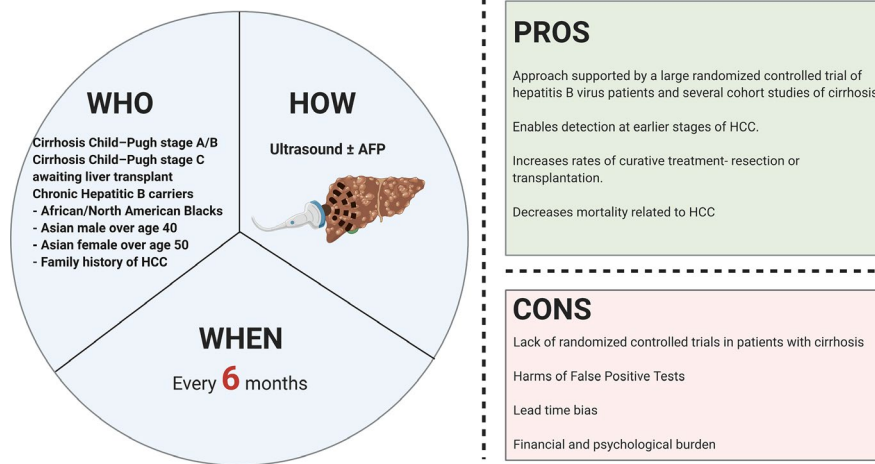 WHO
Cirrhosis Child–Pugh stage A/B
Cirrhosis Child–Pugh stage C
awaiting liver transplant
Chronic Hepatitic B carriers
- African/North American Blacks
- Asian male over age 40
- Asian female over age 50
- Family history of HCC
HOW
Ultrasound ± AFP
WHEN
Every 6 months
PROS
Approach supported by a large randomized controlled trial of
hepatitis B virus patients and several cohort studies of cirrhosis
Enables detection at earlier stages of HCC.
Increases rates of curative treatment- resection or
transplantation.
Decreases mortality related to HCC
CONS
Lack of randomized controlled trials in patients with cirrhosis
Harms of False Positive Tests
Lead time bias
Financial and psychological burden